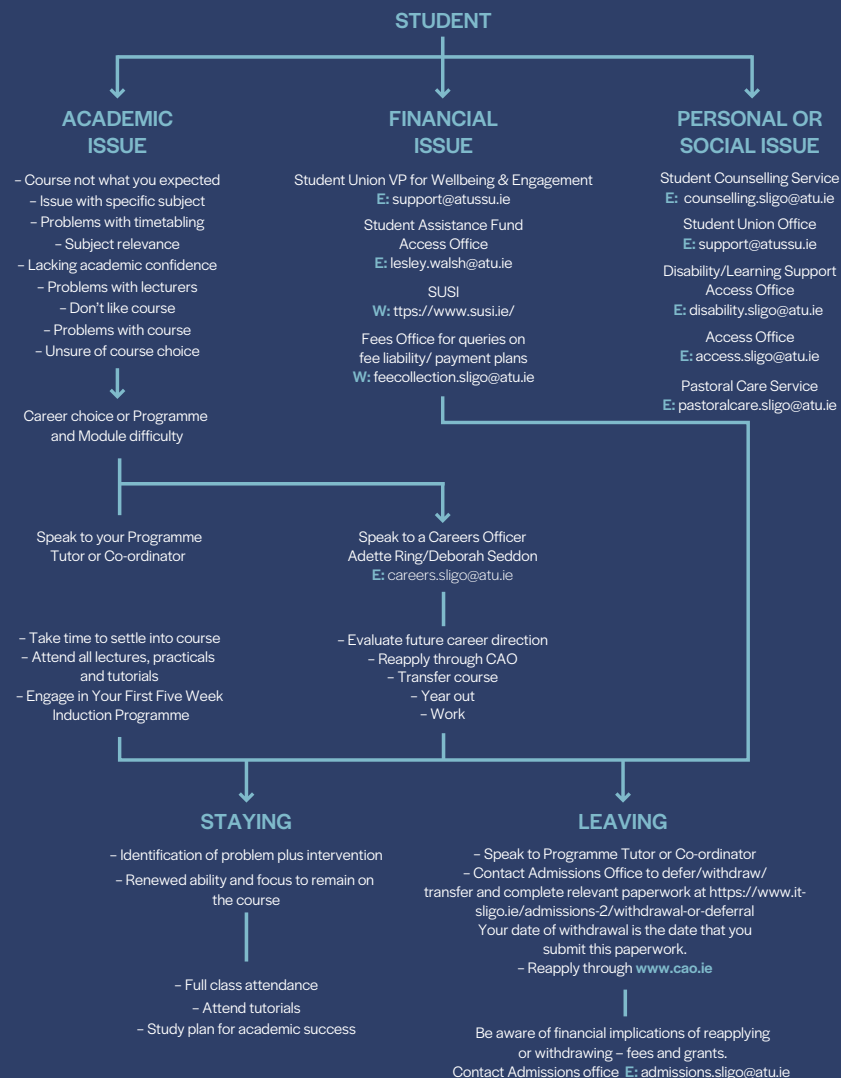 STUDENT
ACADEMIC
ISSUE
– Course not what you expected
– Issue with specific subject
– Problems with timetabling
– Subject relevance
– Lacking academic confidence
– Problems with lecturers
– Don't like course
– Problems with course
– Unsure of course choice
Career choice or Programme
and Module difficulty
FINANCIAL
ISSUE
Student Union VP for Wellbeing & Engagement
E: support@atussu.ie
Student Assistance Fund
Access Office
E: lesley.walsh@atu.ie
SUSI
W: ttps://www.susi.ie/
Fees Office for queries on
fee liability/ payment plans
W: feecollection.sligo@atu.ie
PERSONAL OR
SOCIAL ISSUE
Student Counselling Service
E: counselling.sligo@atu.ie
Student Union Office
E: support@atussu.ie
Disability/Learning Support
Access Office
E: disability.sligo@atu.ie
Access Office
E: access.sligo@atu.ie
Pastoral Care Service
E: pastoralcare.sligo@atu.ie
Speak to your Programme
Tutor or Co-ordinator
– Take time to settle into course
– Attend all lectures, practicals
and tutorials
– Engage in Your First Five Week
Induction Programme
Speak to a Careers Officer
Adette Ring/Deborah Seddon
E: careers.sligo@atu.ie
– Evaluate future career direction
– Reapply through CAO
– Transfer course
– Year out
– Work
STAYING
– Identification of problem plus intervention
– Renewed ability and focus to remain on
the course
– Full class attendance
– Attend tutorials
– Study plan for academic success
LEAVING
– Speak to Programme Tutor or Co-ordinator
– Contact Admissions Office to defer/withdraw/
transfer and complete relevant paperwork at https://www.it-
sligo.ie/admissions-2/withdrawal-or-deferral
Your date of withdrawal is the date that you
submit this paperwork.
– Reapply through www.cao.ie
Be aware of financial implications of reapplying
or withdrawing – fees and grants.
Contact Admissions office E: admissions.sligo@atu.ie